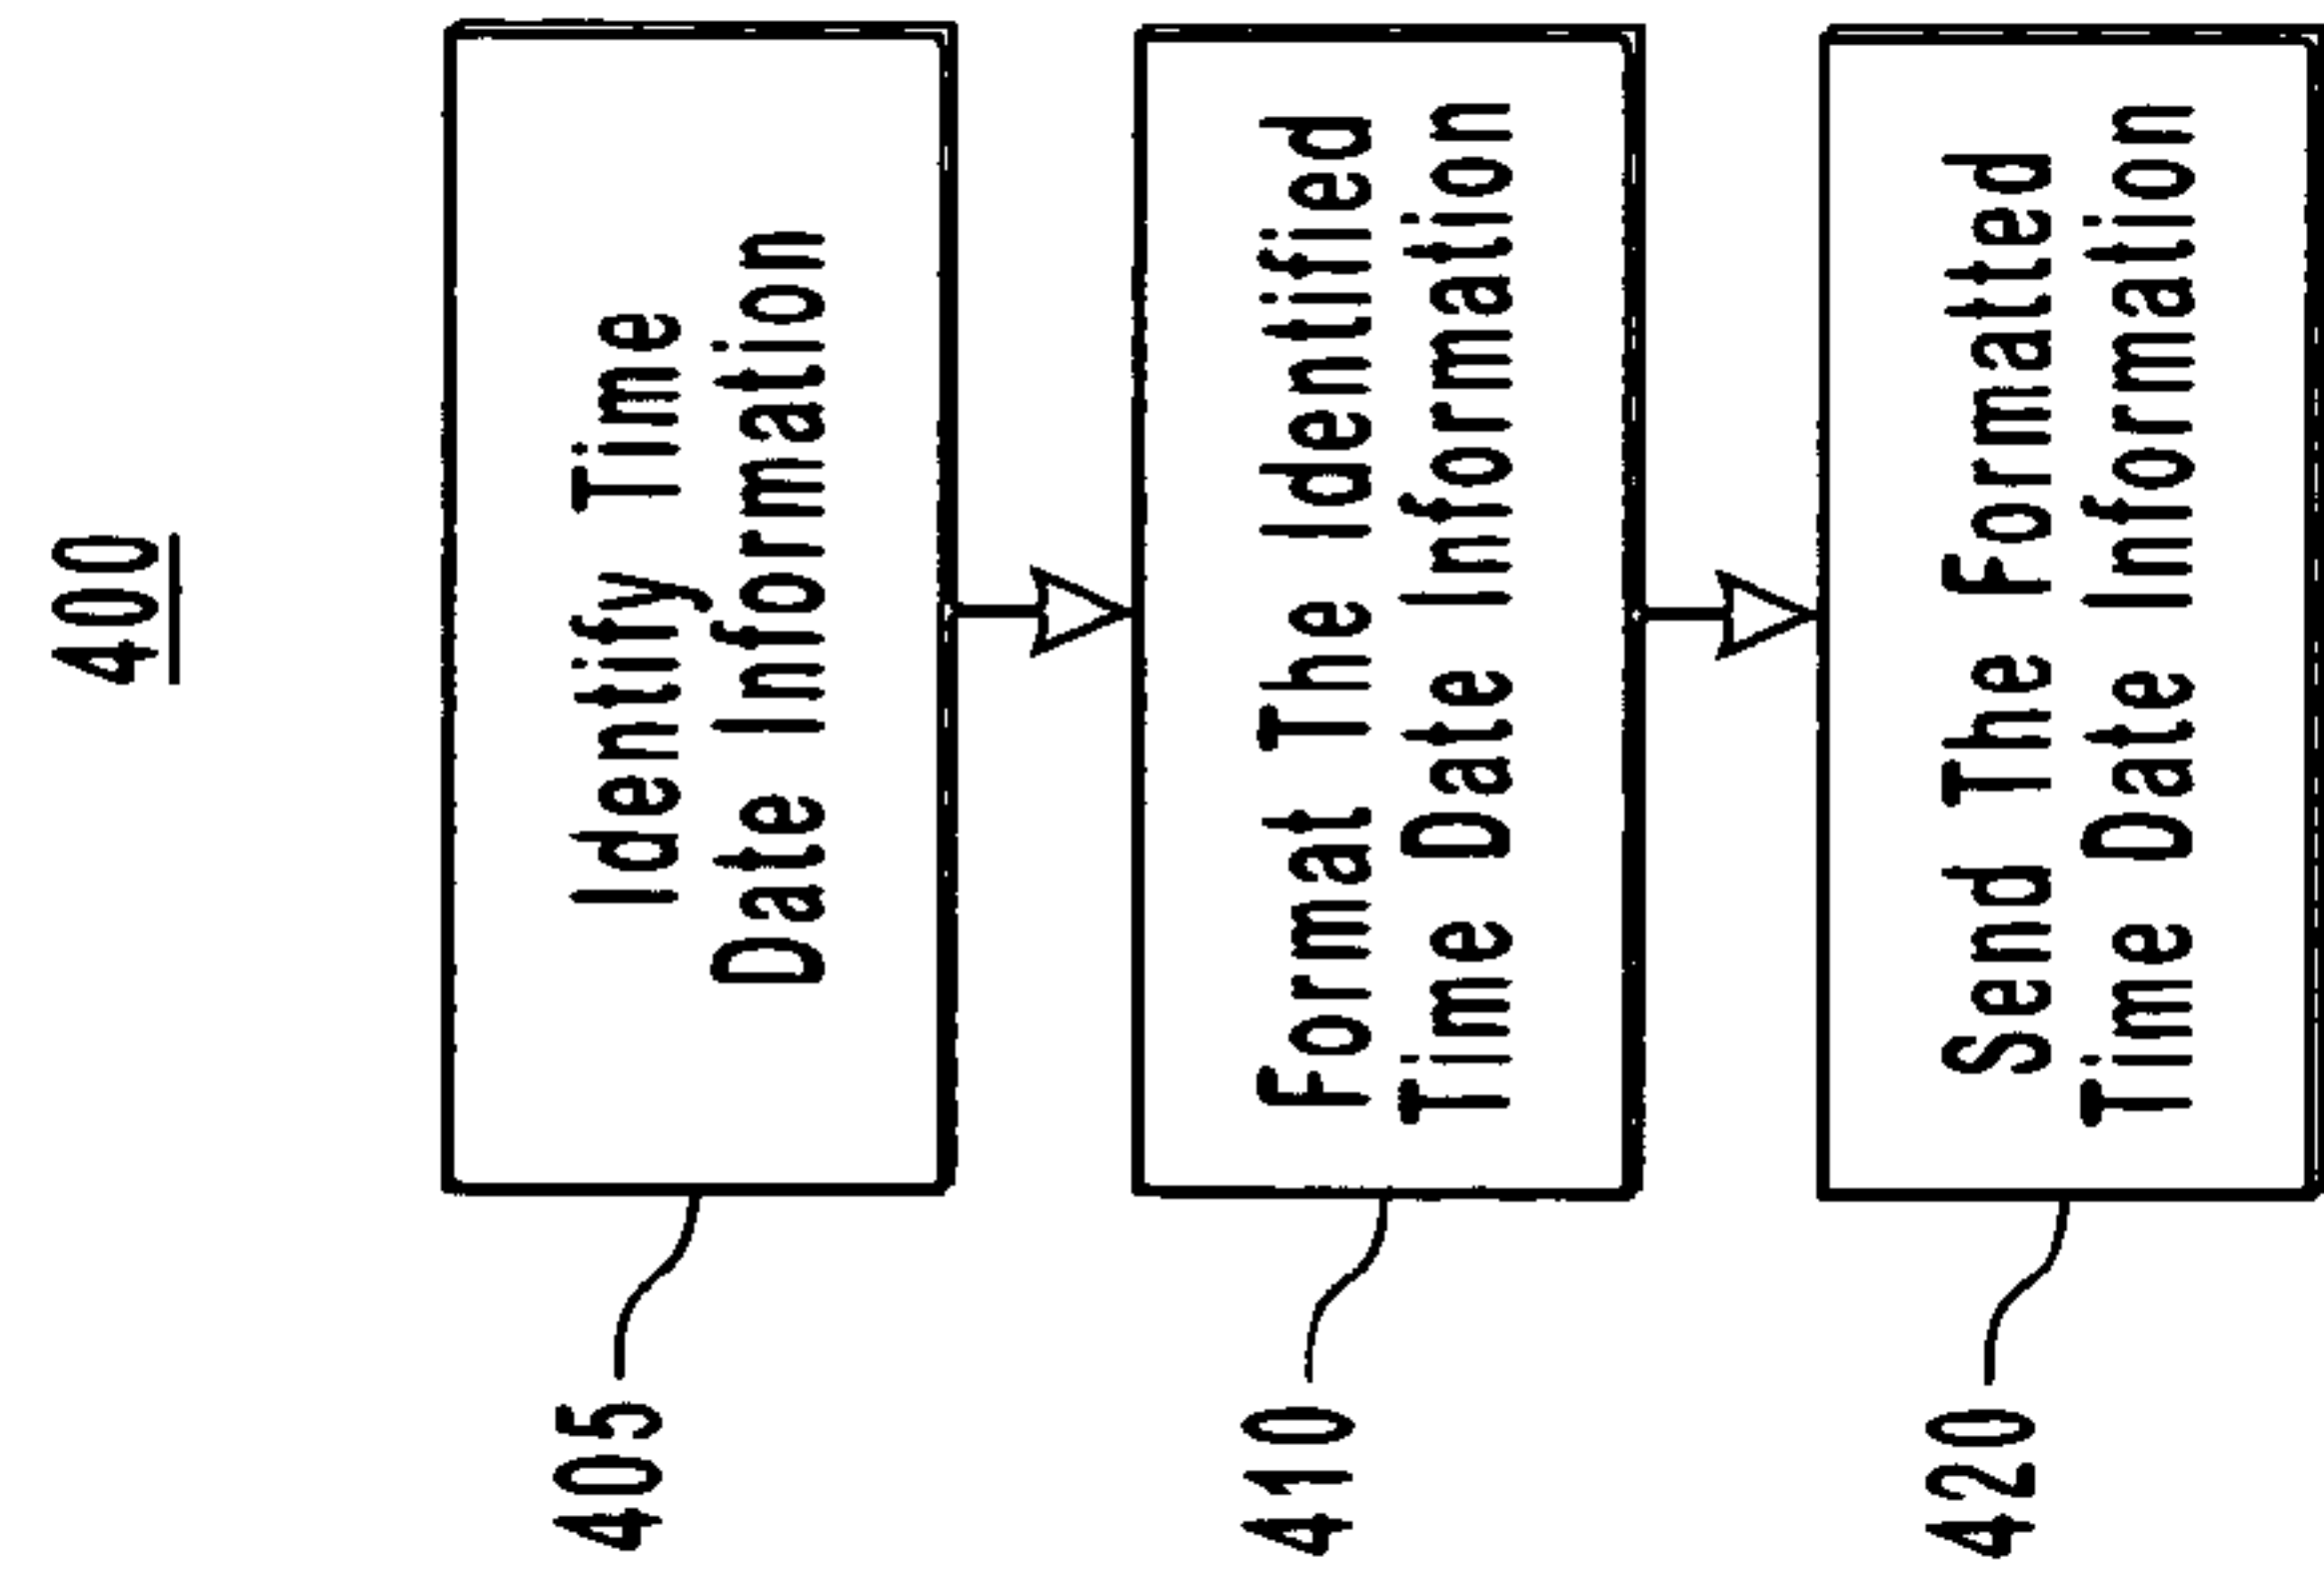 400
405
Identify Time
Date Information
410
Format The Identified
Time Date Information
420
Send The Formatted
Time Date Information